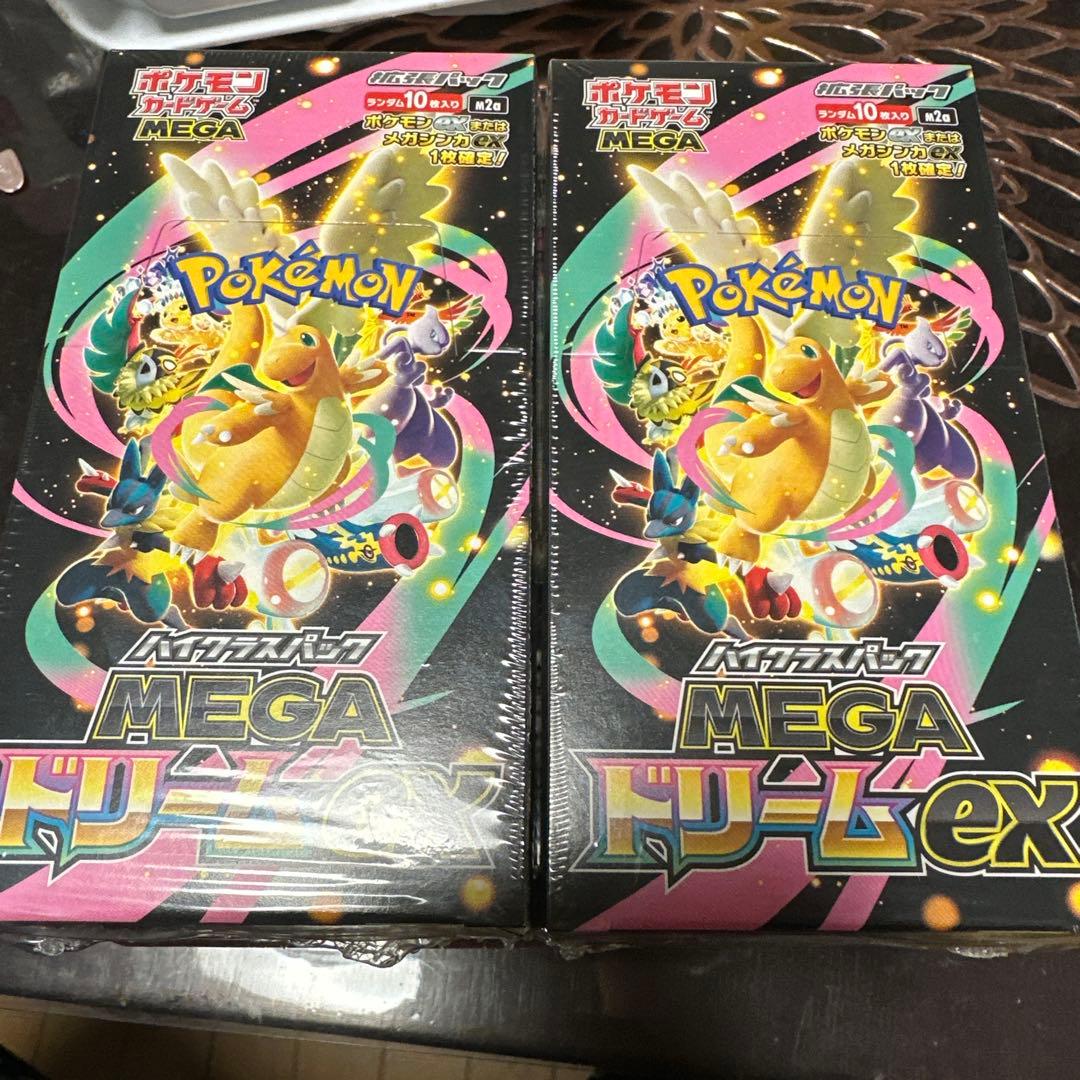 ポケモン
カードゲーム
MEGA
拡張パック
ランダム10枚入り M2a
ポケモンexまたは
メガシンカex
1枚確定!
POKéMON
TM
ハイクラスパック
MEGA
ドリームex
ポケモン
カードゲーム
MEGA
拡張パック
ランダム10枚入り M2a
ポケモンexまたは
メガシンカex
1枚確定!
POKéMON
TM
ハイクラスパック
MEGA
ドリームex